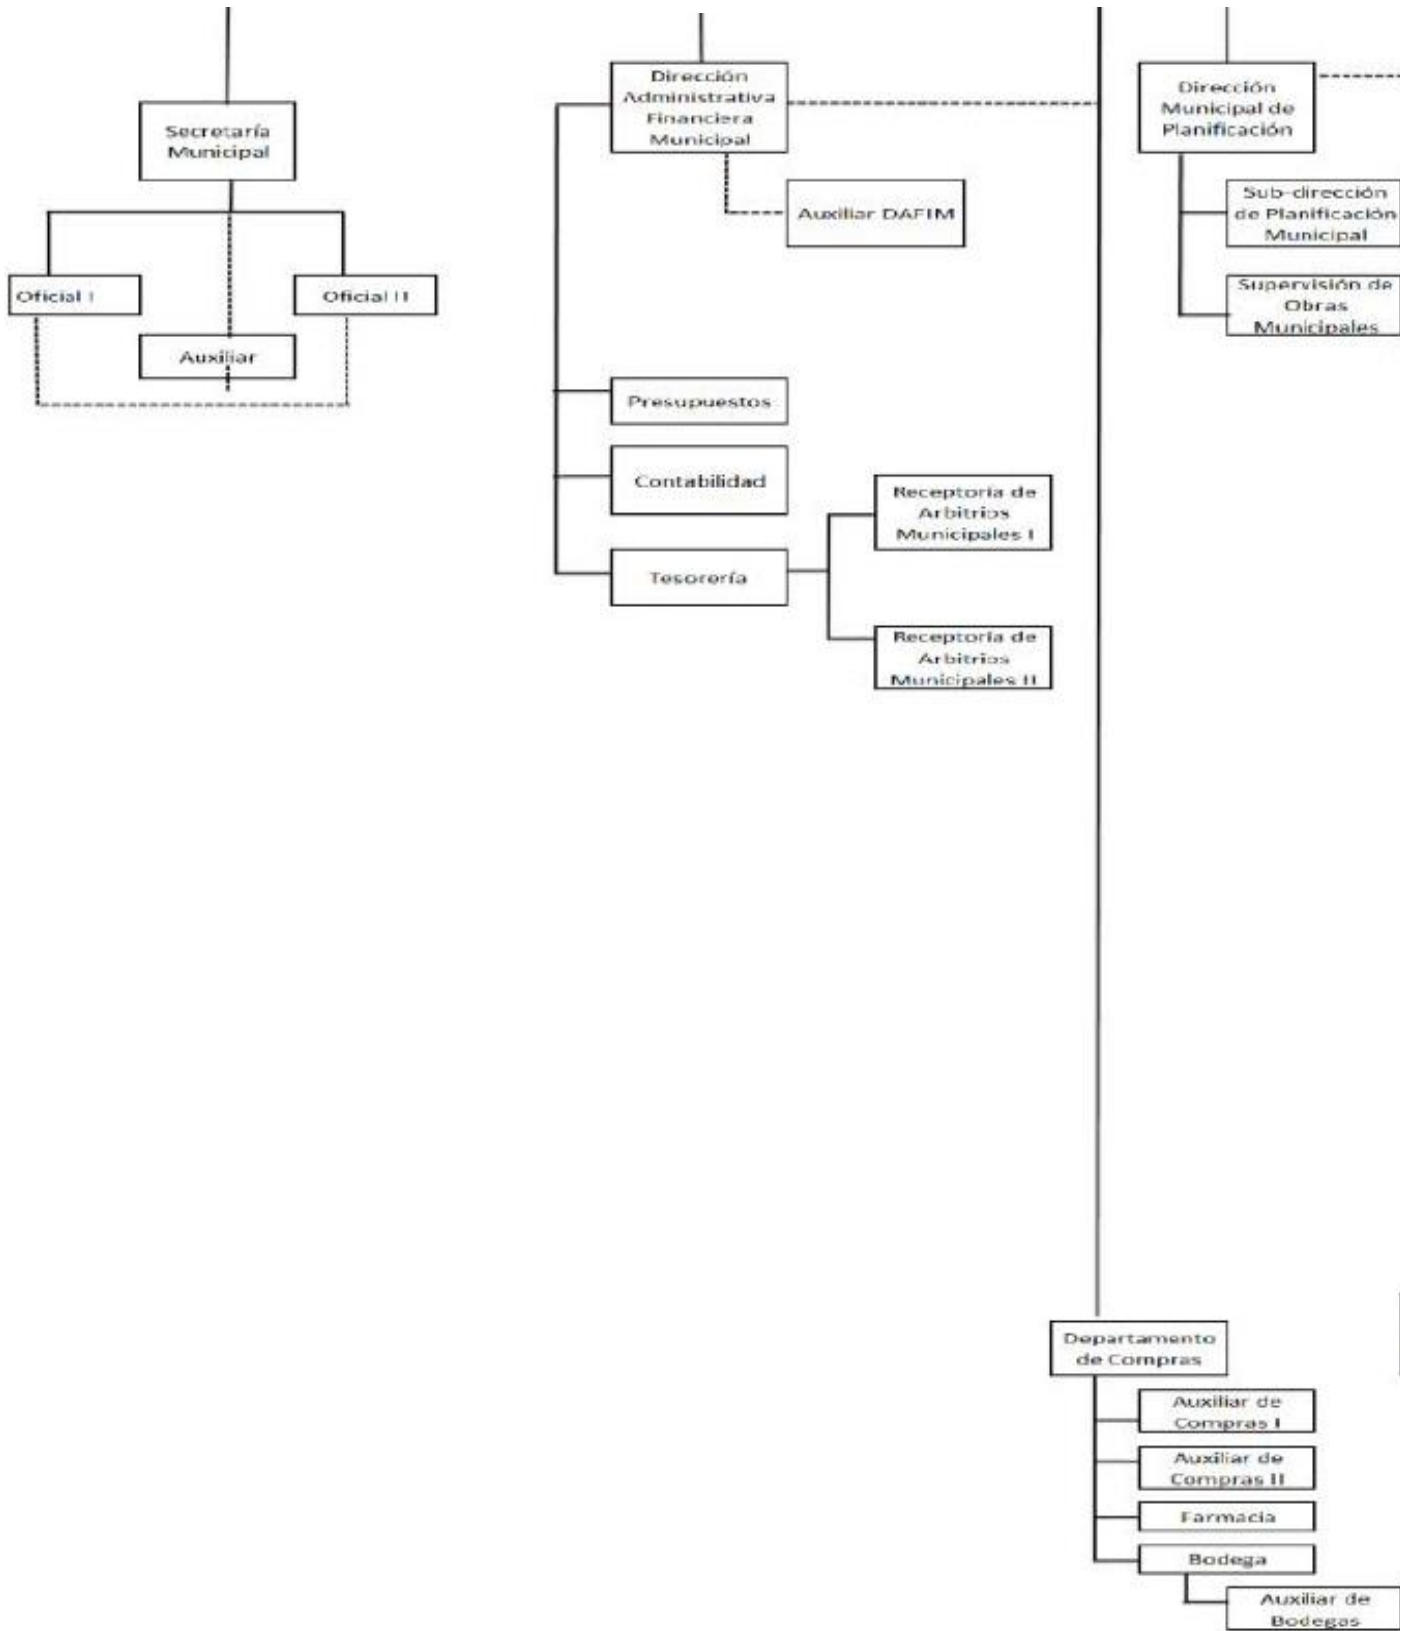 Secretaría
Municipal
Oficial I
Oficial II
Auxiliar
Dirección
Administrativa
Financiera
Municipal
Auxiliar DAFIM
Presupuestos
Contabilidad
Tesorería
Receptoría de
Arbitrios
Municipales I
Receptoría de
Arbitrios
Municipales II
Dirección
Municipal de
Planificación
Sub-dirección
de Planificación
Municipal
Supervisión de
Obras
Municipales
Departamento
de Compras
Auxiliar de
Compras I
Auxiliar de
Compras II
Farmacia
Bodega
Auxiliar de
Bodegas